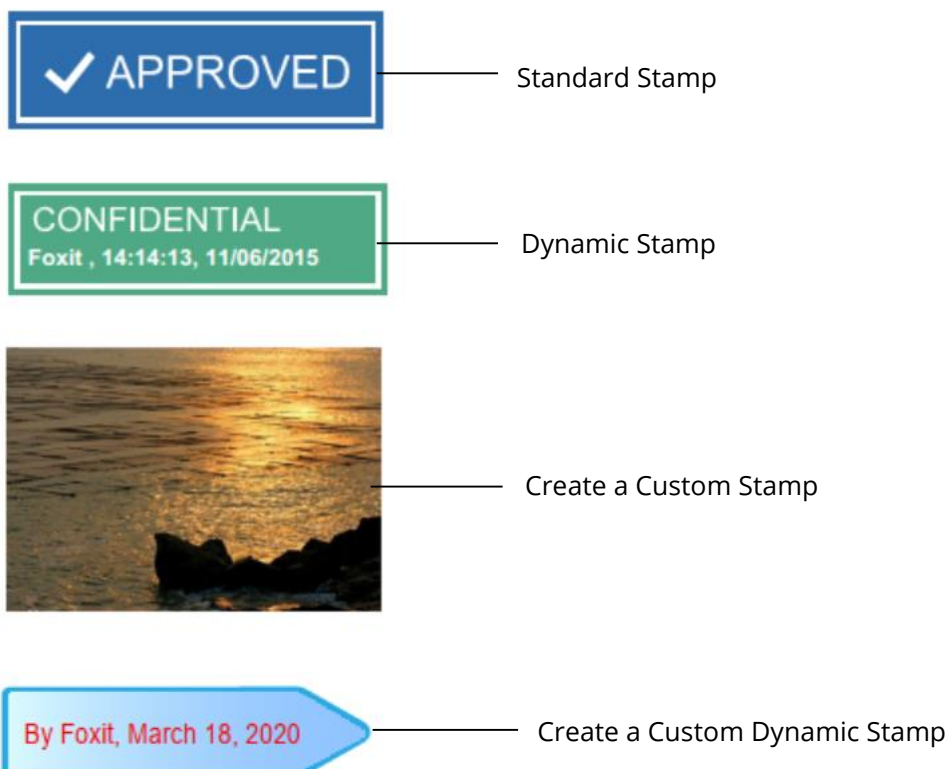 APPROVED
Standard Stamp
CONFIDENTIAL
Foxit , 14:14:13, 11/06/2015
Dynamic Stamp
Create a Custom Stamp
By Foxit, March 18, 2020
Create a Custom Dynamic Stamp